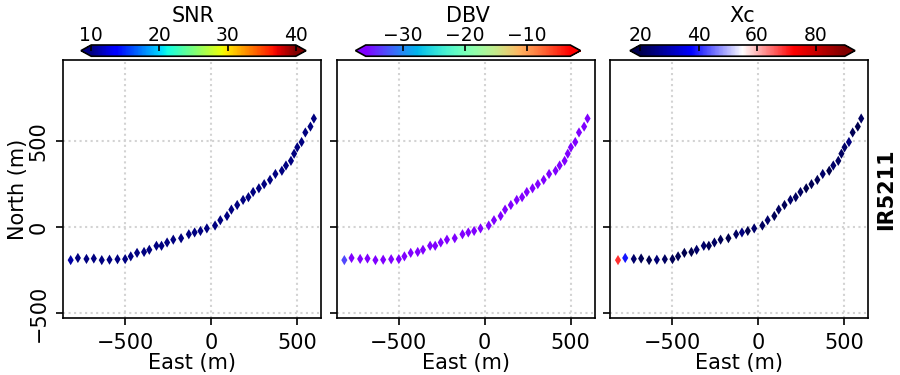 SNR DBV Xc
10 20 30 40 −30 −20 −10 20 40 60 80
North (m)
500
0
−500
−500 0 500 −500 0 500 −500 0 500
East (m) East (m) East (m)
IR5211